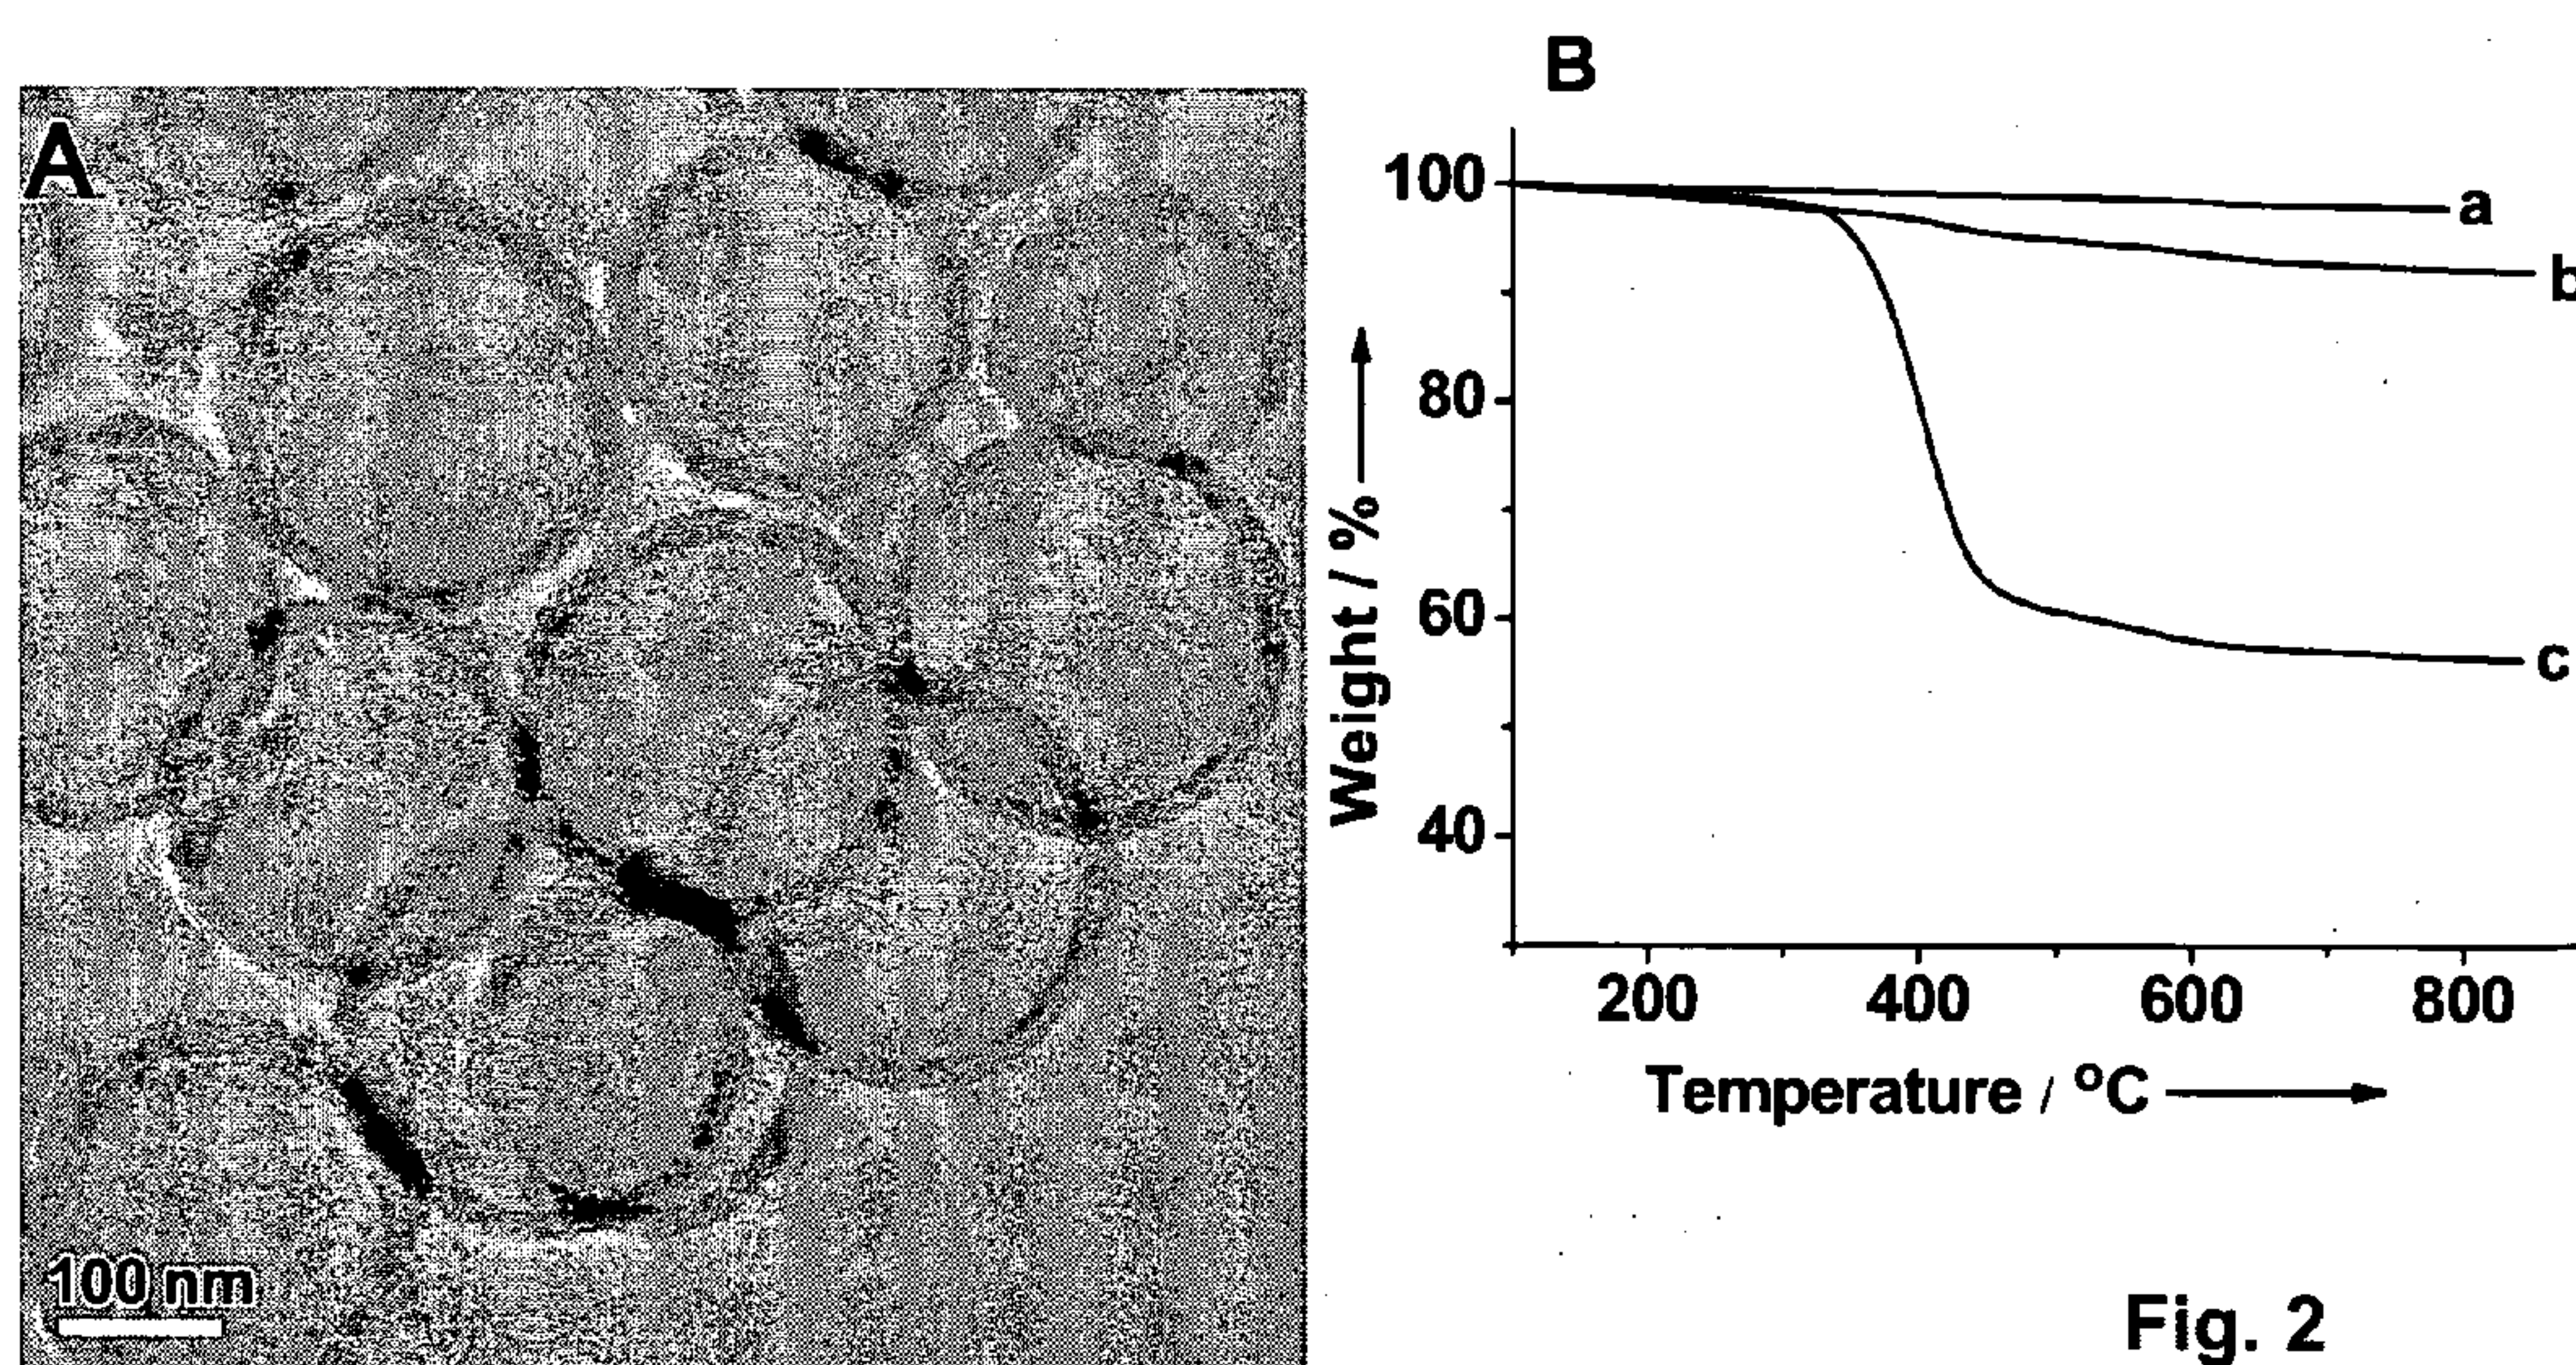 A
100 nm
B
Weight / %
100
80
60
40
a
b
c
200 400 600 800
Temperature / °C
Fig. 2